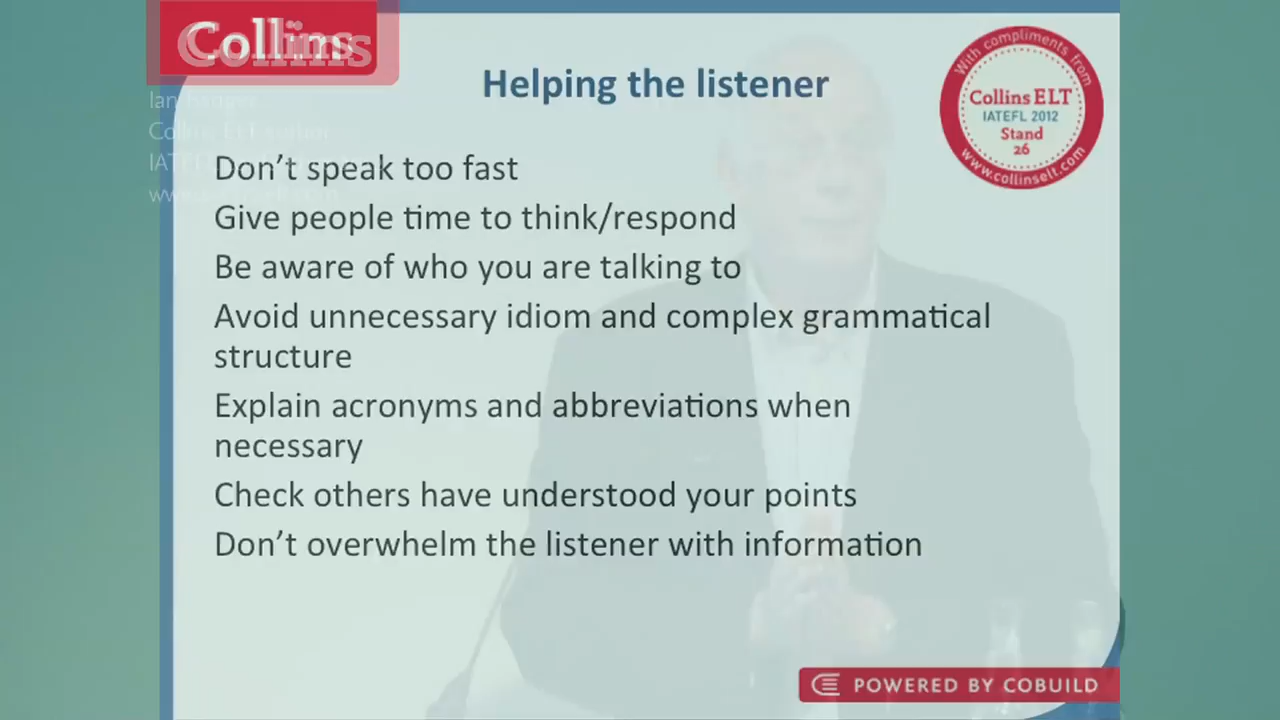 Collins
Helping the listener
With compliments from
Collins ELT
IATEFL 2012
Stand
26
www.collinselt.com
Don't speak too fast
Give people time to think/respond
Be aware of who you are talking to
Avoid unnecessary idiom and complex grammatical
structure
Explain acronyms and abbreviations when
necessary
Check others have understood your points
Don't overwhelm the listener with information
POWERED BY COBUILD